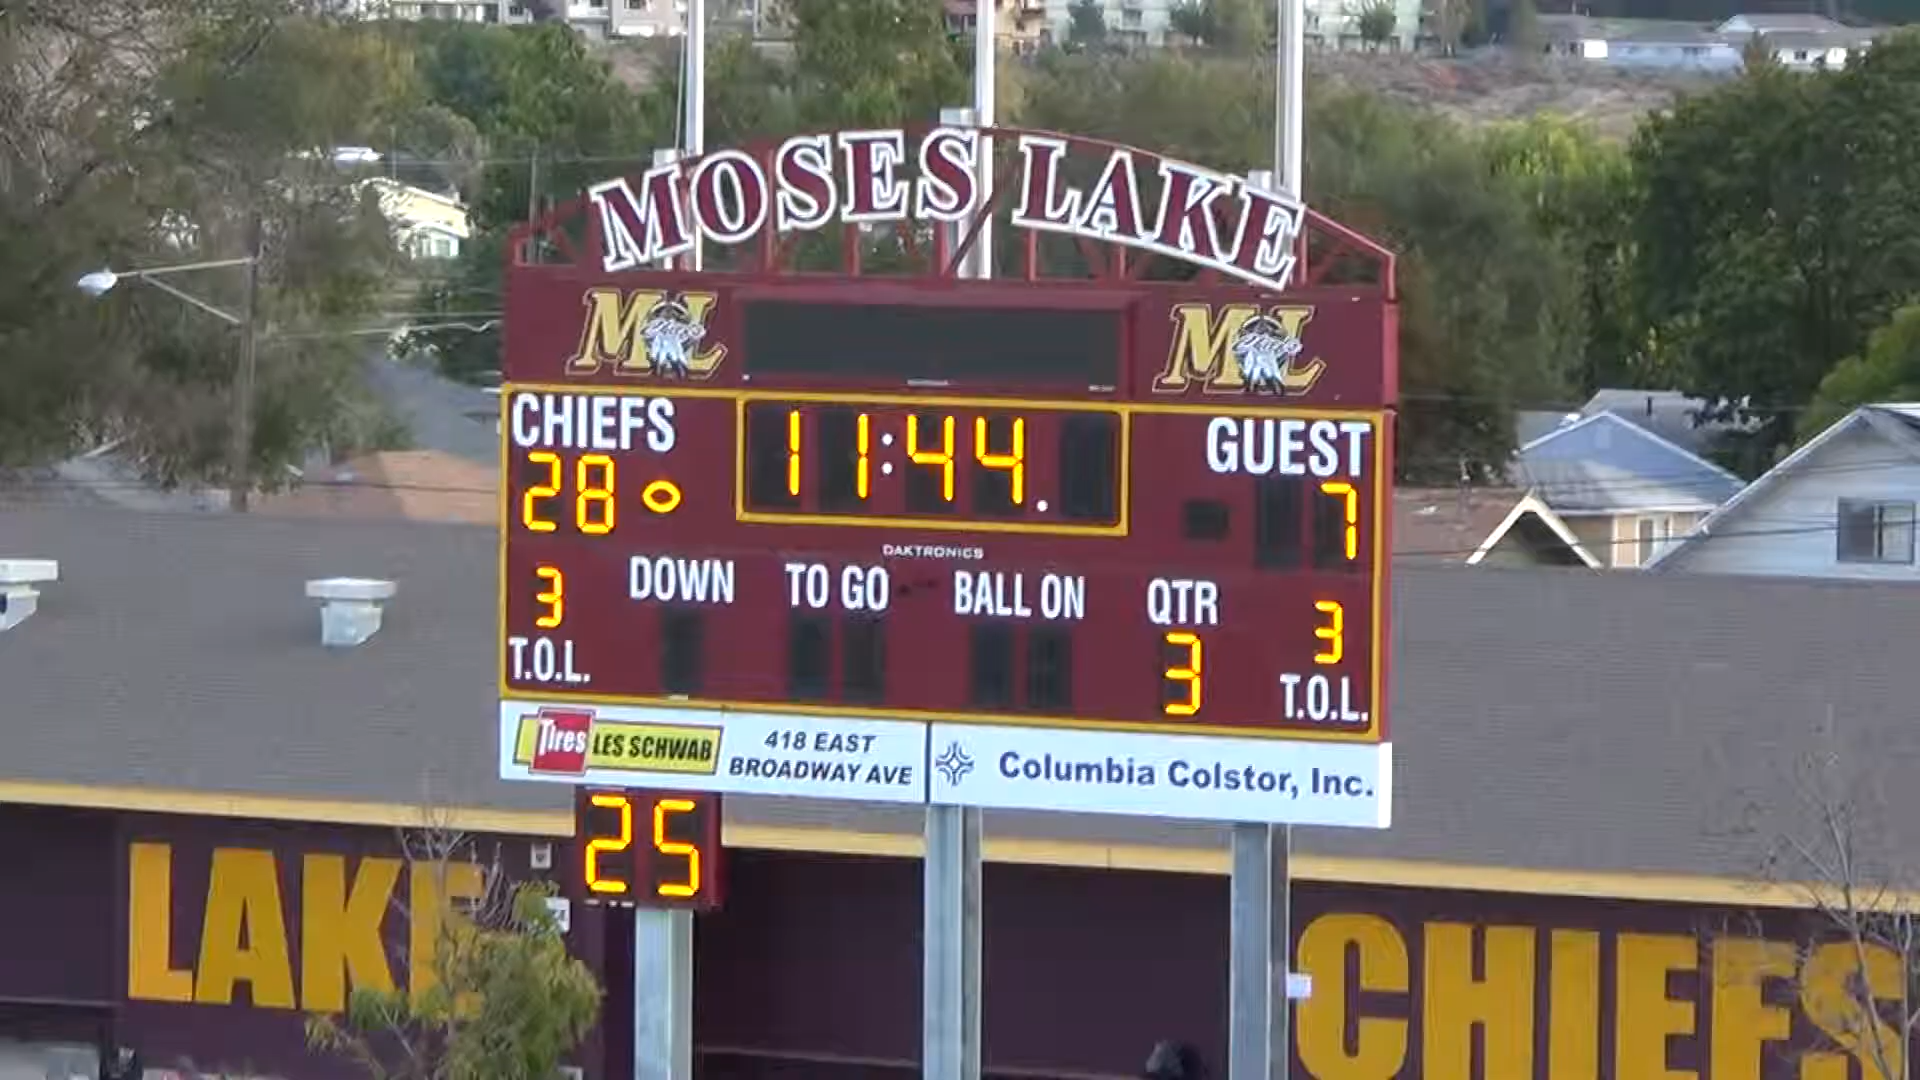 MOSES LAKE
ML ML
CHIEFS 11:44. GUEST
28 7
DAKTRONICS
DOWN TO GO BALL ON QTR
3 3 3
T.O.L. T.O.L.
Tires LES SCHWAB 418 EAST BROADWAY AVE
Columbia Colstor, Inc.
25
LAKE CHIEFS